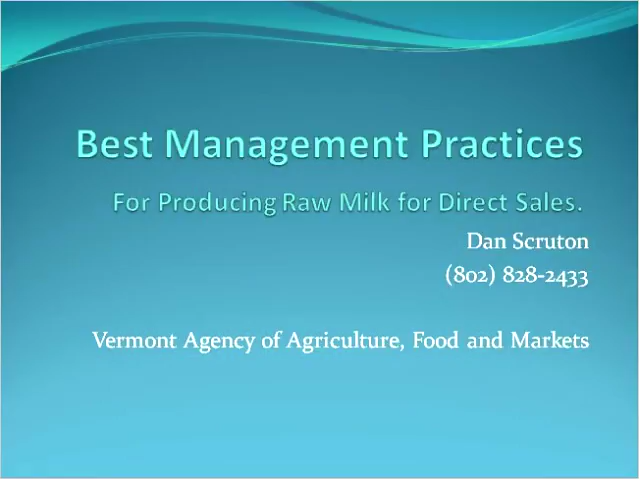 Best Management Practices
For Producing Raw Milk for Direct Sales.
Dan Scruton
(802) 828-2433
Vermont Agency of Agriculture, Food and Markets